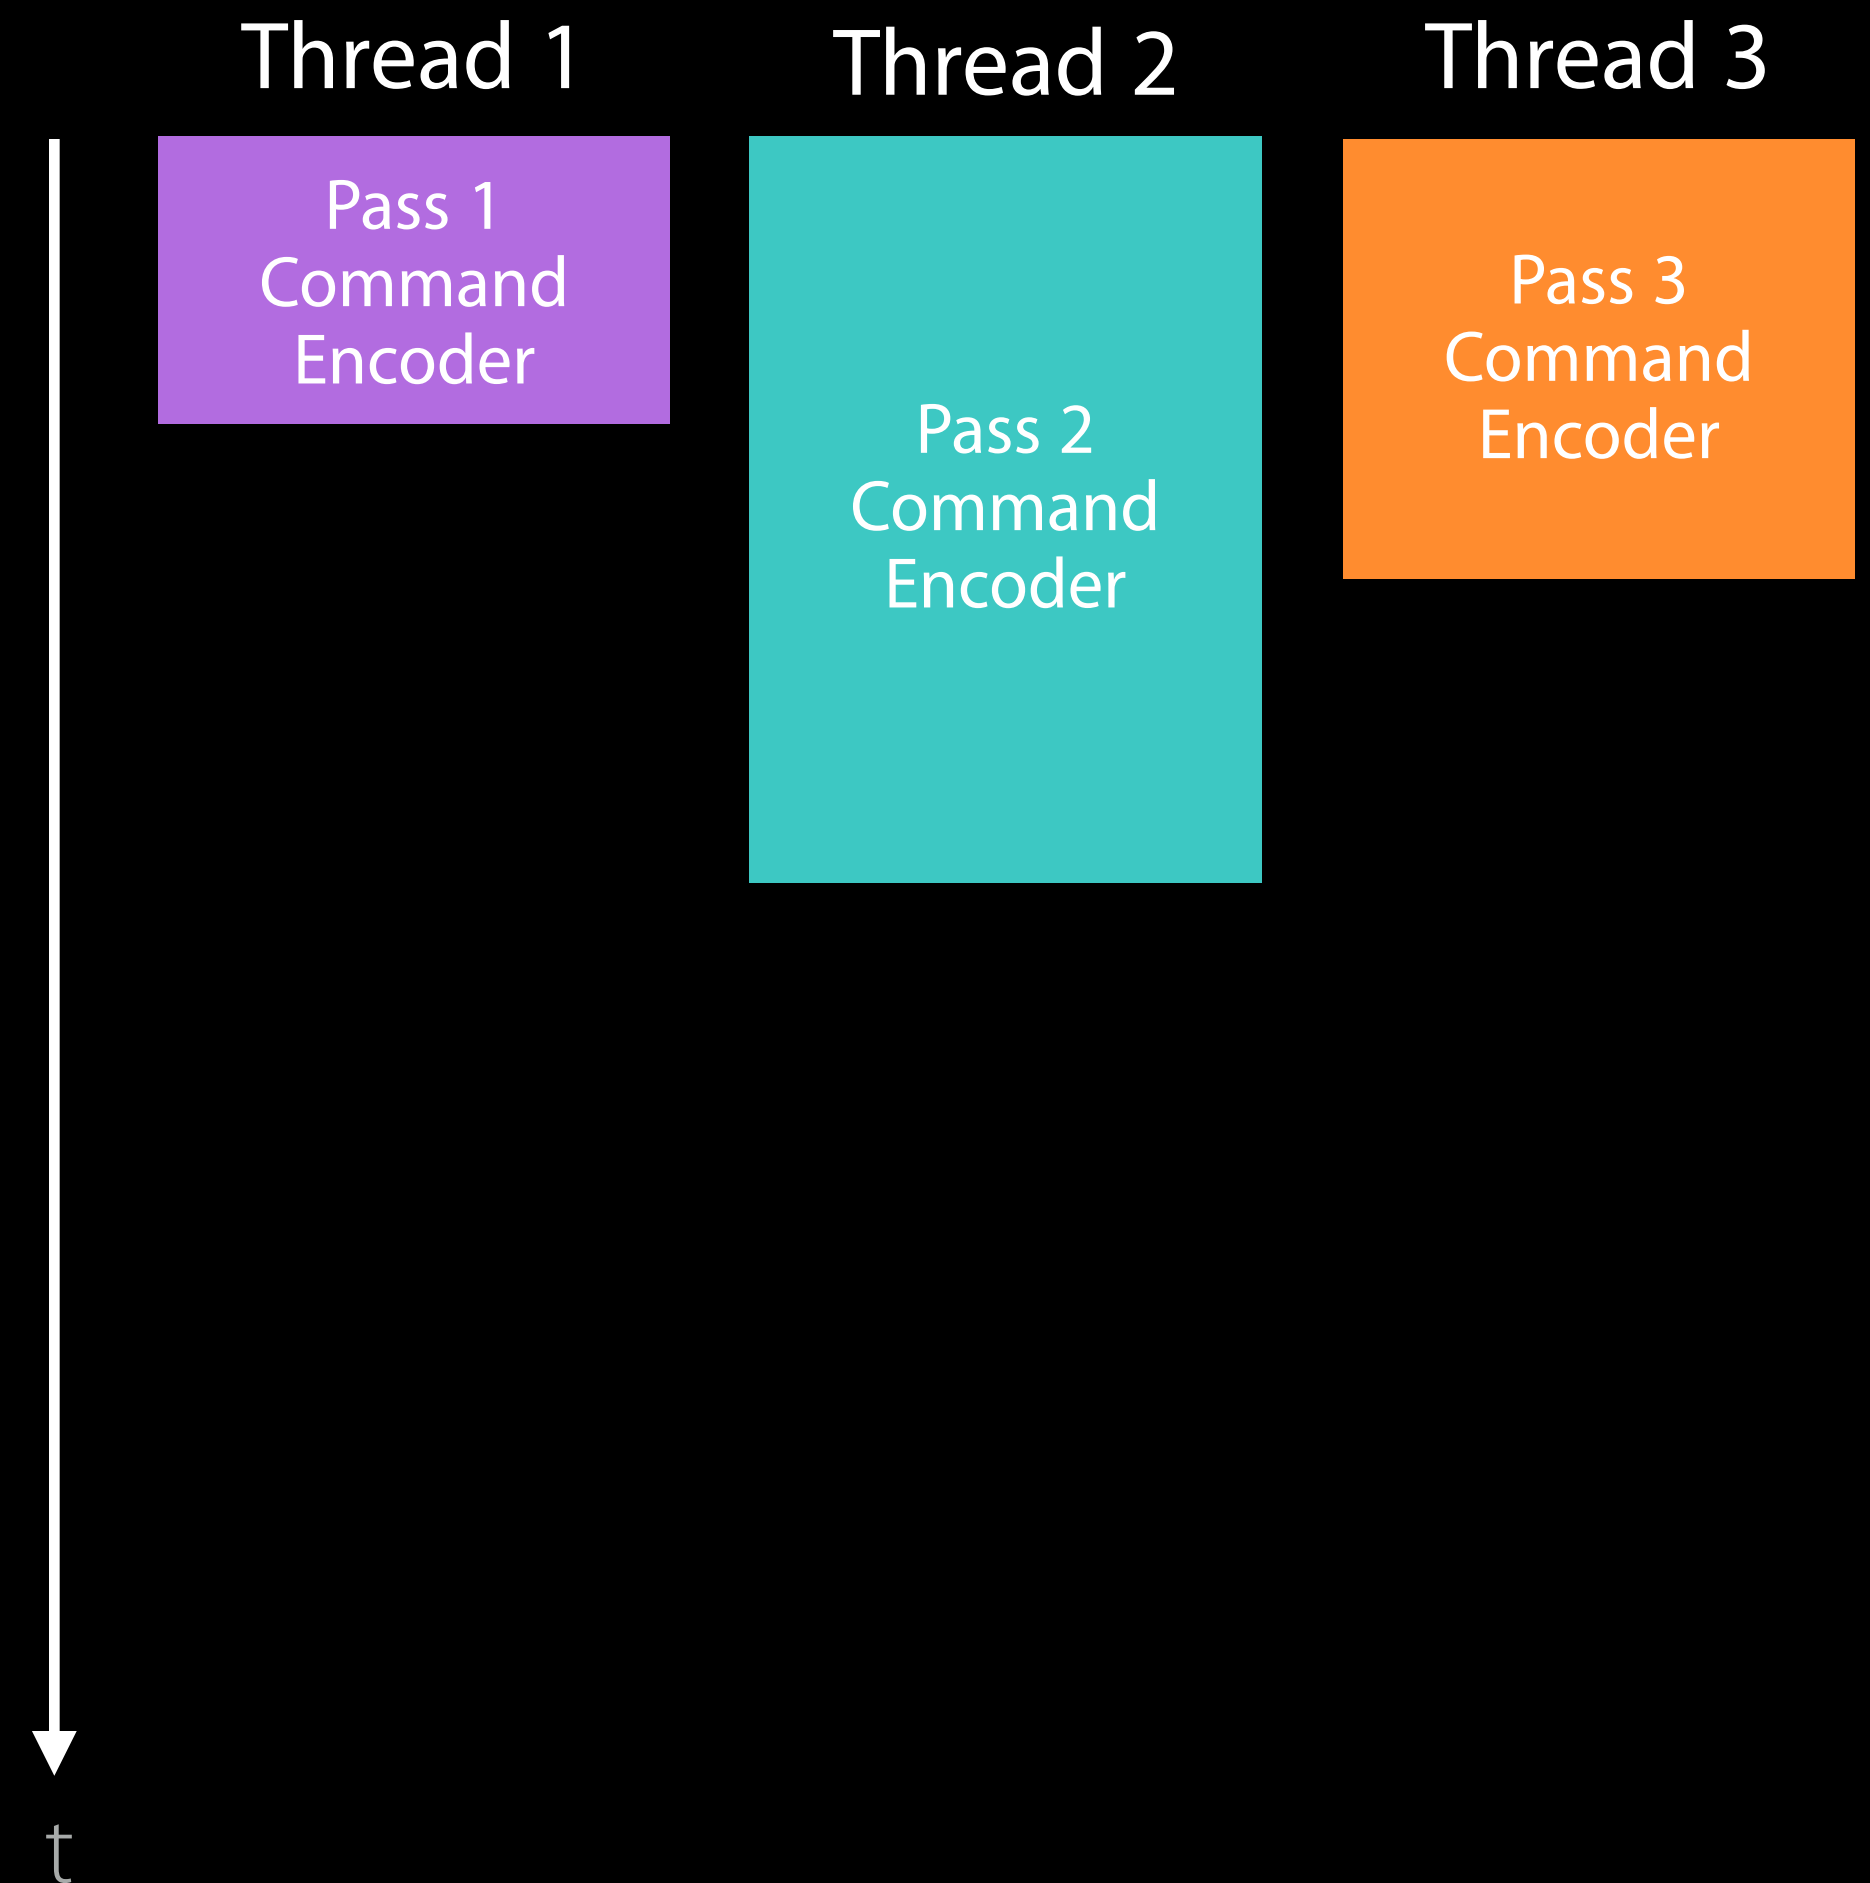 Thread 1
Thread 2
Thread 3
Pass 1
Command
Encoder
Pass 2
Command
Encoder
Pass 3
Command
Encoder
t